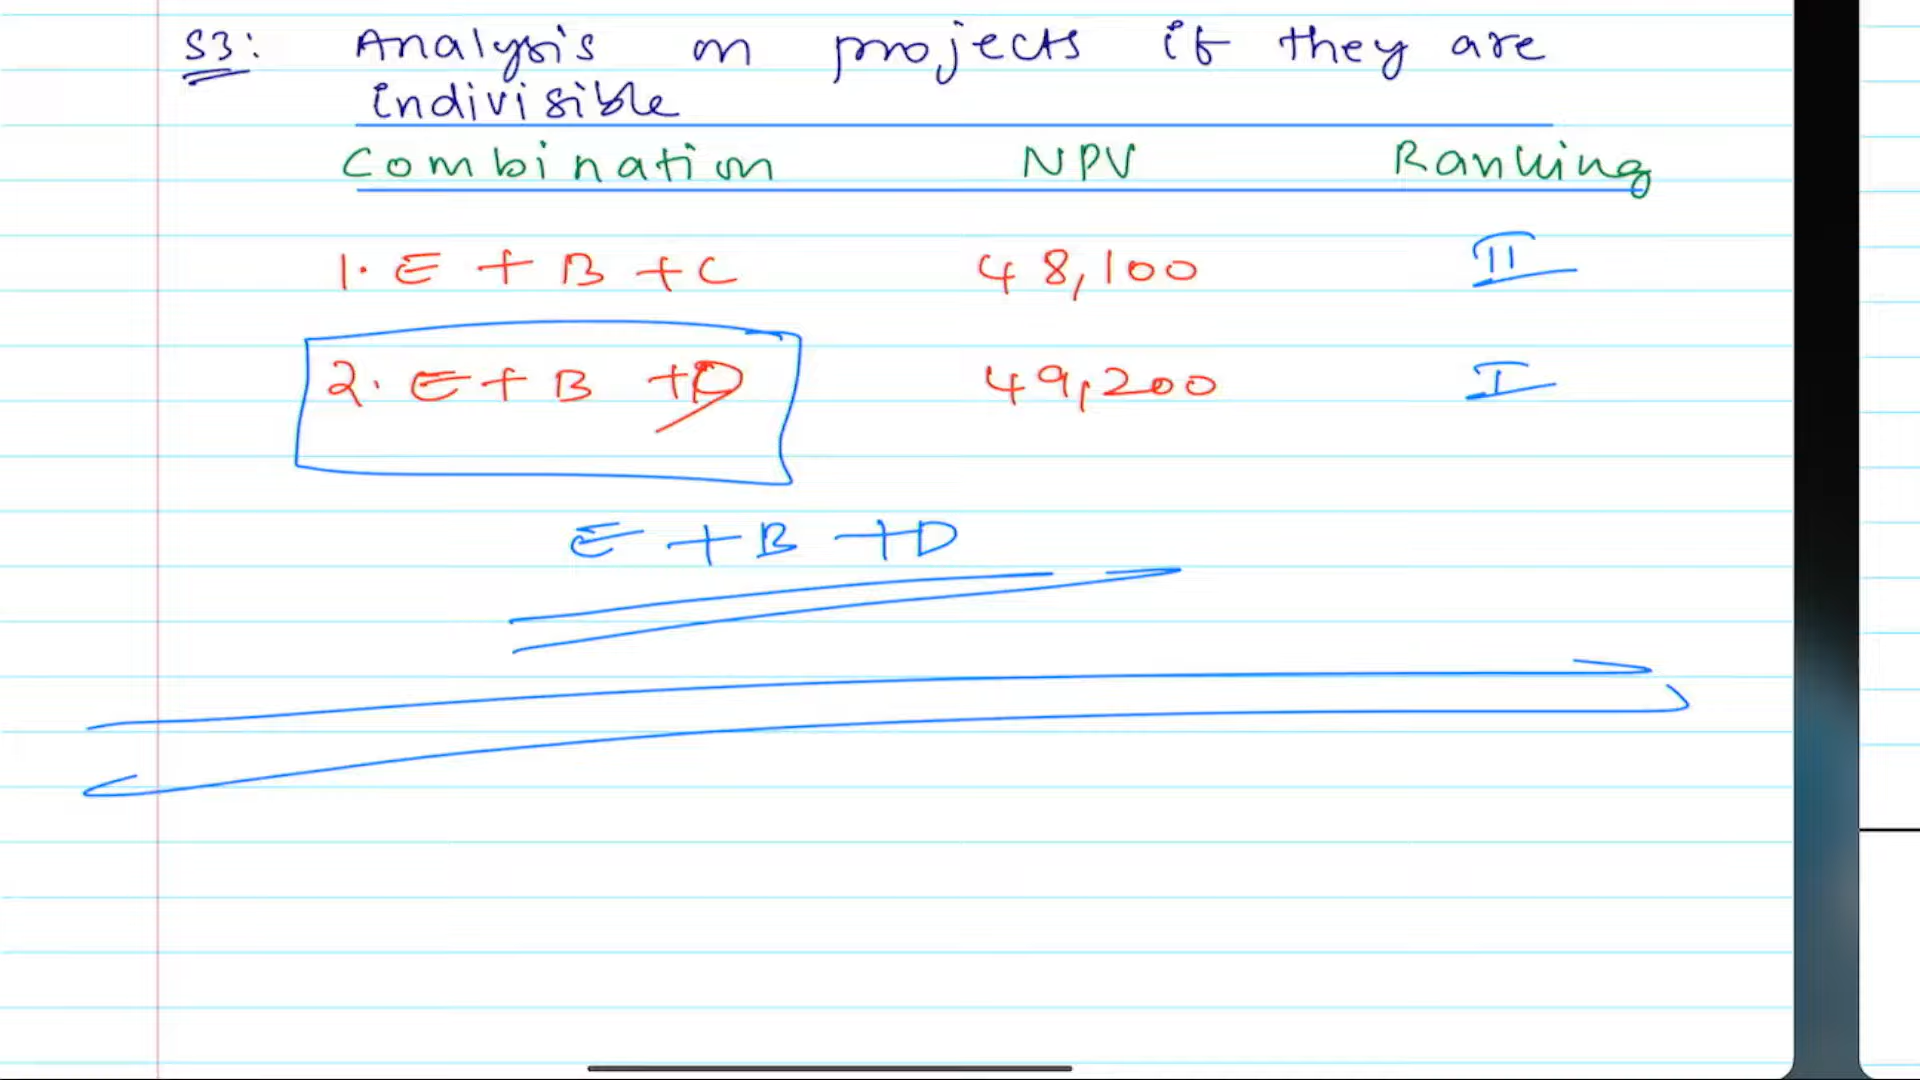 S3: Analysis on projects if they are
indivisible
Combination NPV Ranking
1. E + B + C 48,100 II
2. E + B + D 49,200 I
E + B + D